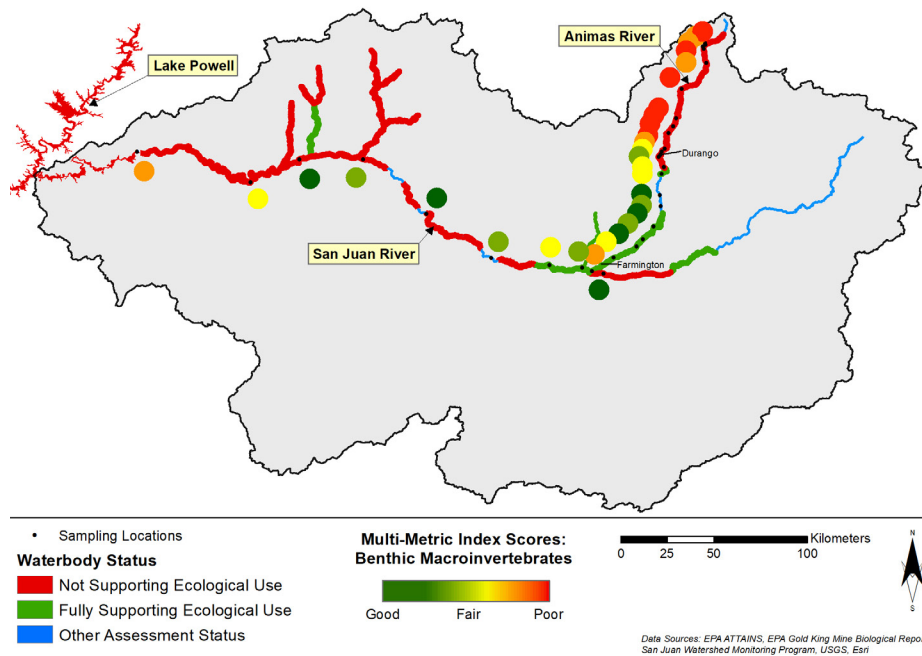 Lake Powell
Animas River
Durango
San Juan River
Farmington
Sampling Locations
Waterbody Status
Not Supporting Ecological Use
Fully Supporting Ecological Use
Other Assessment Status
Multi-Metric Index Scores:
Benthic Macroinvertebrates
Good Fair Poor
Kilometers
0 25 50 100
N
S
Data Sources: EPA ATTAINS, EPA Gold King Mine Biological Repo
San Juan Watershed Monitoring Program, USGS, Esri